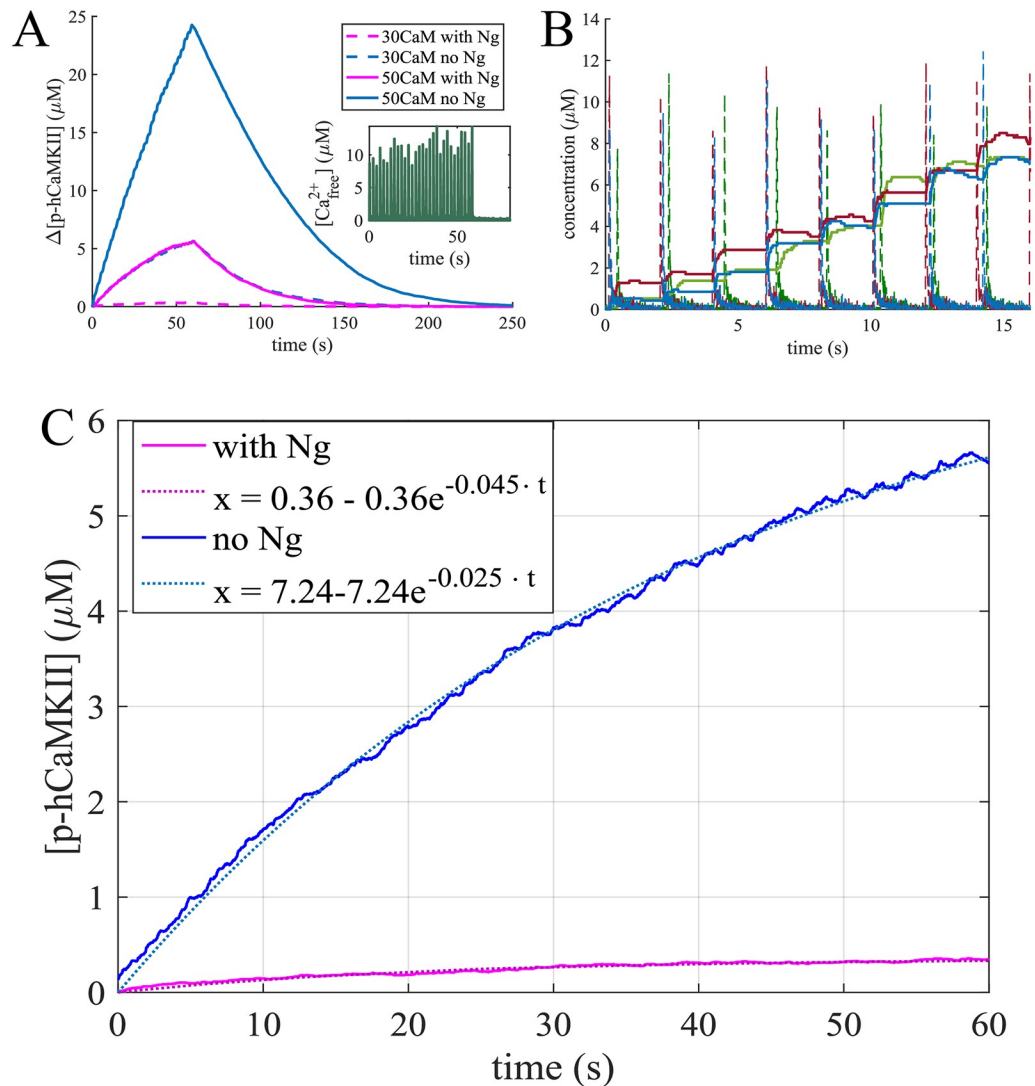 A
Δ[p-hCaMKII] (μM)
25
20
15
10
5
0
0 50 100 150 200 250
time (s)
30CaM with Ng
30CaM no Ng
50CaM with Ng
50CaM no Ng
[Ca²⁺free] (μM)
10
5
0
0 50
time (s)
B
concentration (μM)
14
12
10
8
6
4
2
0
0 5 10 15
time (s)
C
[p-hCaMKII] (μM)
6
5
4
3
2
1
0
0 10 20 30 40 50 60
time (s)
with Ng
x = 0.36 - 0.36e^-0.045· t
no Ng
x = 7.24-7.24e^-0.025 · t